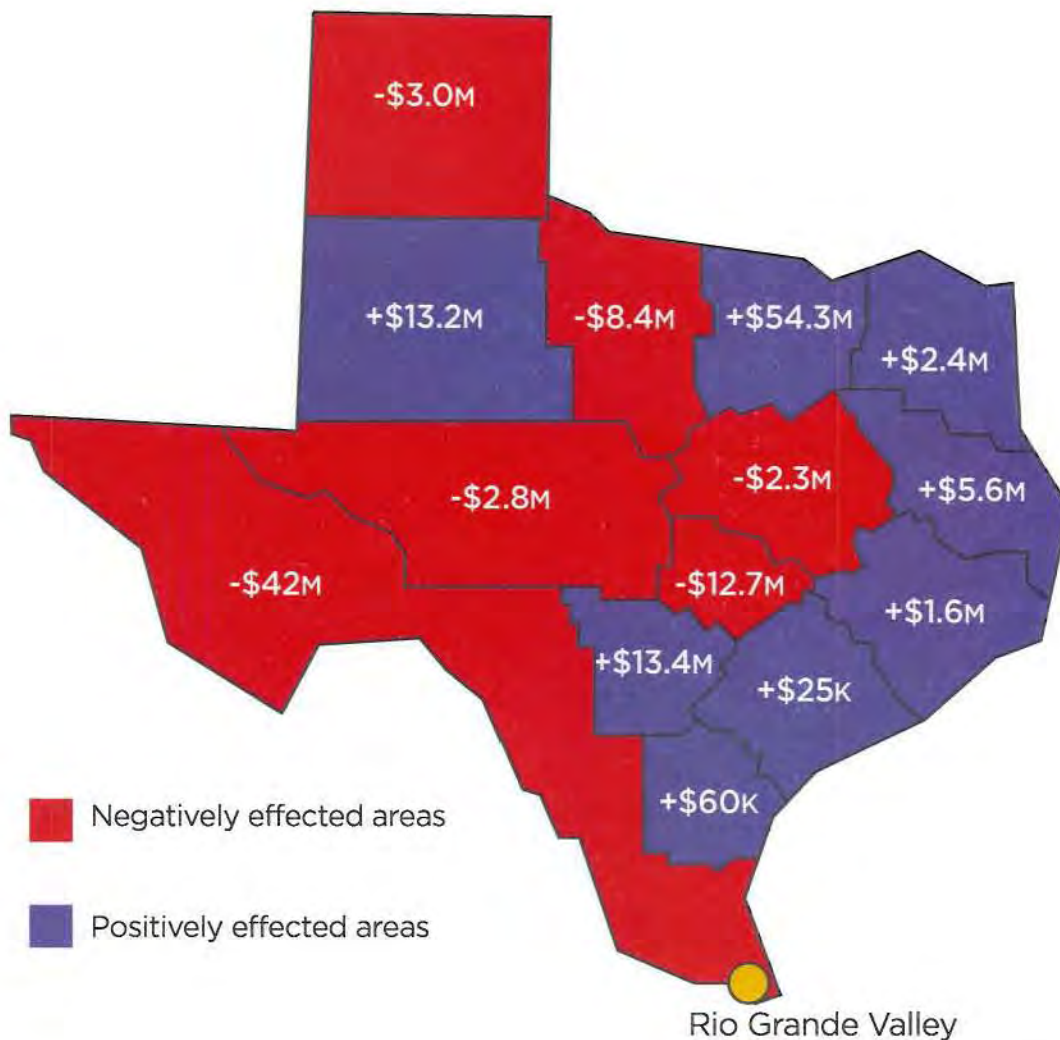 -$3.0M
+$13.2M
-$8.4M
+$54.3M
+$2.4M
-$2.8M
-$2.3M
+$5.6M
-$42M
-$12.7M
+$1.6M
+$13.4M
+$25K
+$60K
Negatively effected areas
Positively effected areas
Rio Grande Valley